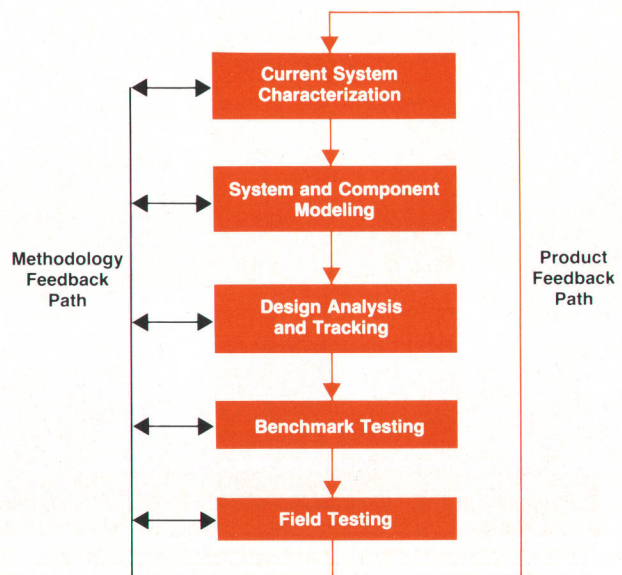 Current System
Characterization
System and Component
Modeling
Methodology
Feedback
Path
Product
Feedback
Path
Design Analysis
and Tracking
Benchmark Testing
Field Testing